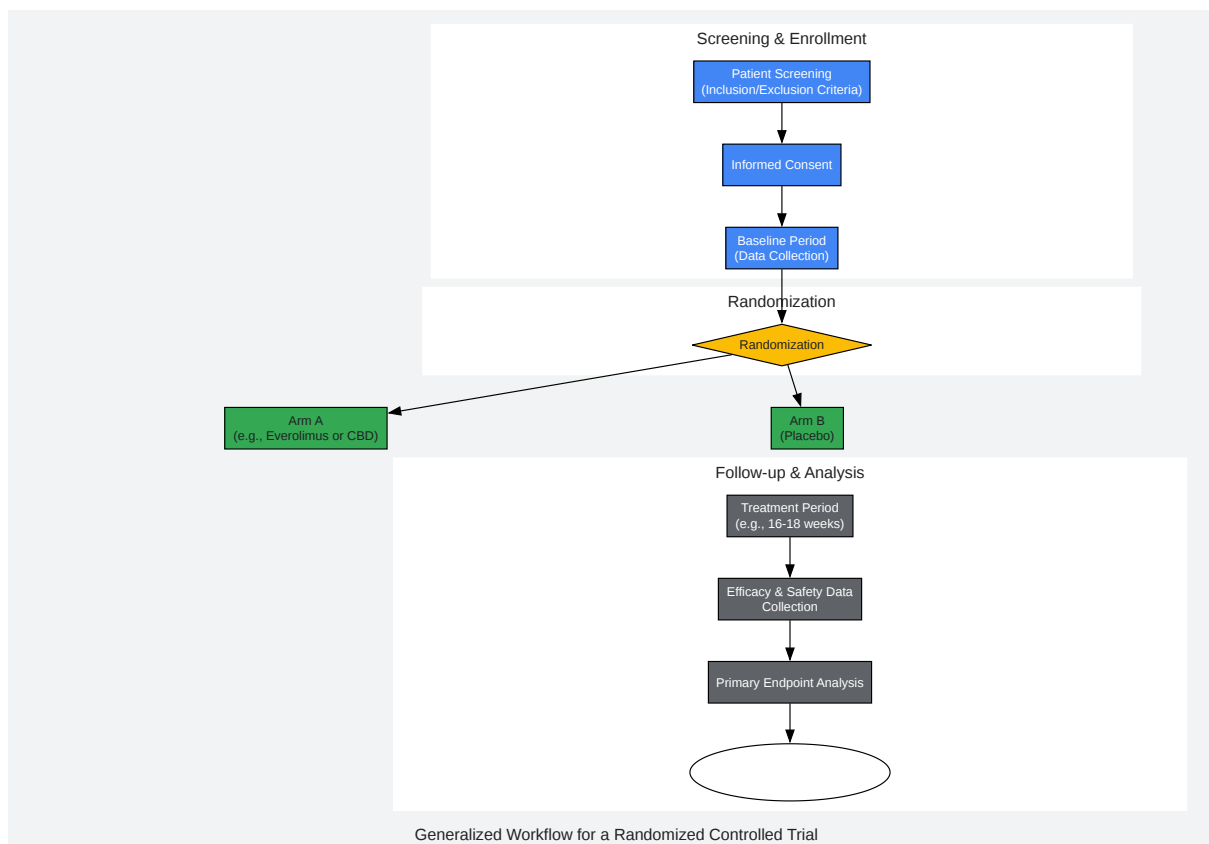 Screening & Enrollment
Patient Screening
(Inclusion/Exclusion Criteria)
Informed Consent
Baseline Period
(Data Collection)
Randomization
Randomization
Arm A
(e.g., Everolimus or CBD)
Arm B
(Placebo)
Follow-up & Analysis
Treatment Period
(e.g., 16-18 weeks)
Efficacy & Safety Data
Collection
Primary Endpoint Analysis
Generalized Workflow for a Randomized Controlled Trial